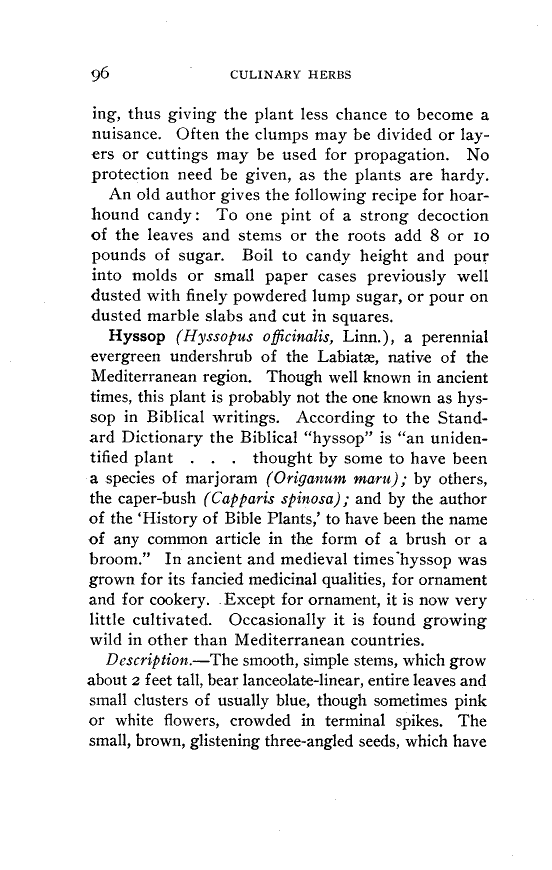 96 CULINARY HERBS
ing, thus giving the plant less chance to become a
nuisance. Often the clumps may be divided or lay-
ers or cuttings may be used for propagation. No
protection need be given, as the plants are hardy.
An old author gives the following recipe for hoar-
hound candy: To one pint of a strong decoction
of the leaves and stems or the roots add 8 or 10
pounds of sugar. Boil to candy height and pour
into molds or small paper cases previously well
dusted with finely powdered lump sugar, or pour on
dusted marble slabs and cut in squares.
Hyssop (Hyssopus officinalis, Linn.), a perennial
evergreen undershrub of the Labiatæ, native of the
Mediterranean region. Though well known in ancient
times, this plant is probably not the one known as hys-
sop in Biblical writings. According to the Stand-
ard Dictionary the Biblical "hyssop" is "an uniden-
tified plant . . . thought by some to have been
a species of marjoram (Origanum maru); by others,
the caper-bush (Capparis spinosa); and by the author
of the 'History of Bible Plants,' to have been the name
of any common article in the form of a brush or a
broom." In ancient and medieval times hyssop was
grown for its fancied medicinal qualities, for ornament
and for cookery. Except for ornament, it is now very
little cultivated. Occasionally it is found growing
wild in other than Mediterranean countries.
Description.—The smooth, simple stems, which grow
about 2 feet tall, bear lanceolate-linear, entire leaves and
small clusters of usually blue, though sometimes pink
or white flowers, crowded in terminal spikes. The
small, brown, glistening three-angled seeds, which have